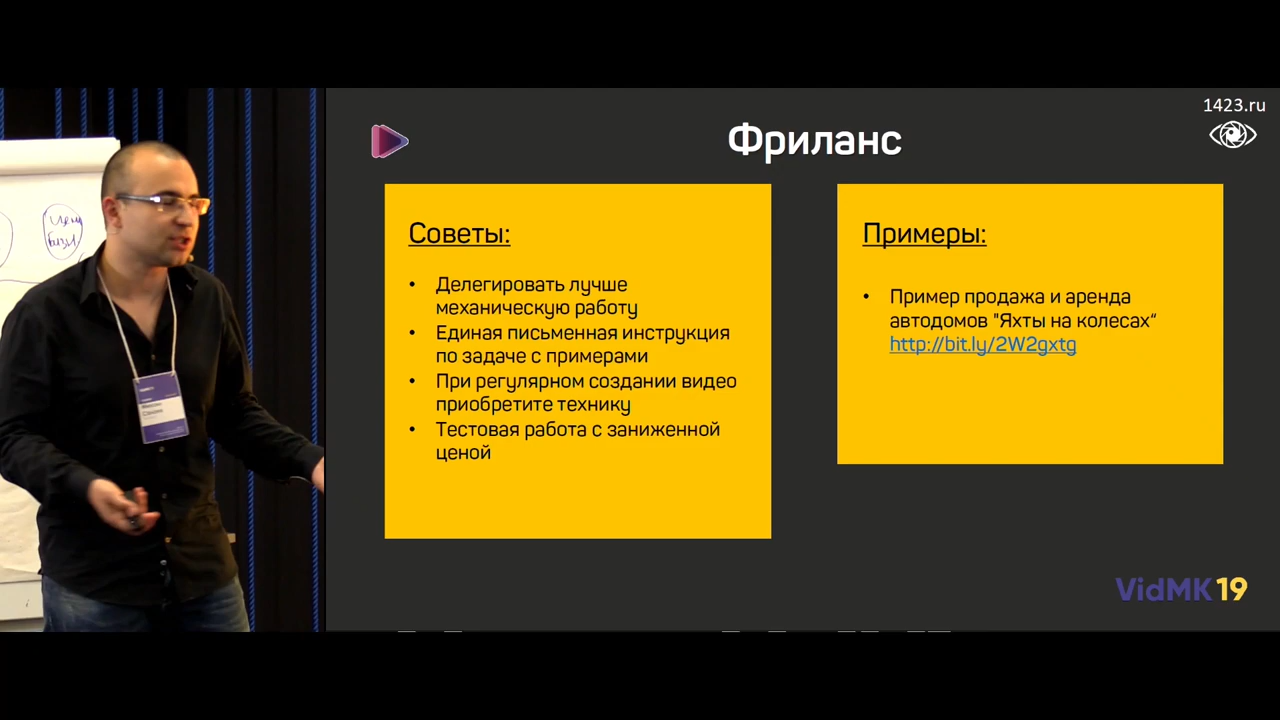 1423.ru
Фриланс
Советы:
• Делегировать лучше
механическую работу
• Единая письменная инструкция
по задаче с примерами
• При регулярном создании видео
приобретите технику
• Тестовая работа с заниженной
ценой
Примеры:
• Пример продажа и аренда
автодомов "Яхты на колесах“
http://bit.ly/2W2gxtg
VidMK19